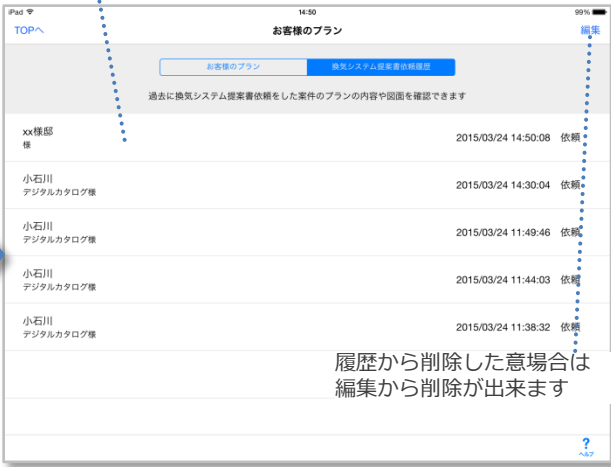 iPad 14:50 99%
TOPへ お客様のプラン 編集
お客様のプラン 換気システム提案書依頼履歴
過去に換気システム提案書依頼をした案件のプランの内容や図面を確認できます
xx様邸
様 2015/03/24 14:50:08 依頼
小石川
デジタルカタログ様 2015/03/24 14:30:04 依頼
小石川
デジタルカタログ様 2015/03/24 11:49:46 依頼
小石川
デジタルカタログ様 2015/03/24 11:44:03 依頼
小石川
デジタルカタログ様 2015/03/24 11:38:32 依頼
履歴から削除した意場合は
編集から削除が出来ます
?
ヘルプ